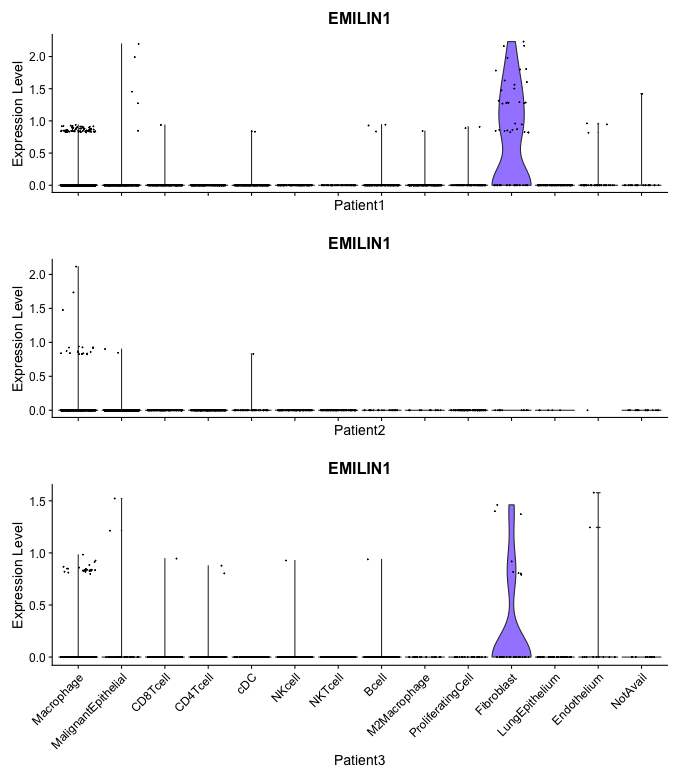 EMILIN1
Expression Level
2.0
1.5
1.0
0.5
0.0
Patient1
EMILIN1
Expression Level
2.0
1.5
1.0
0.5
0.0
Patient2
EMILIN1
Expression Level
1.5
1.0
0.5
0.0
Macrophage
MalignantEpithelial
CD8Tcell
CD4Tcell
cDC
NKcell
NKTcell
Bcell
M2Macrophage
ProliferatingCell
Fibroblast
LungEpithelium
Endothelium
NotAvail
Patient3